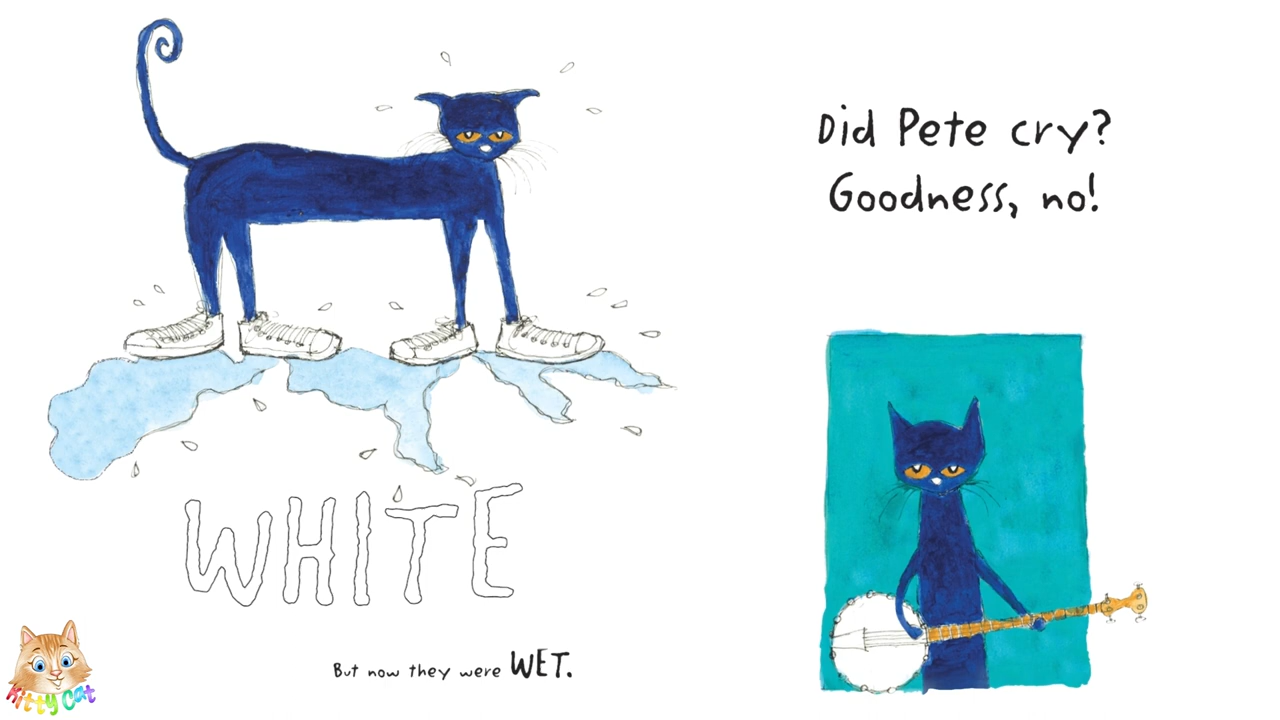 WHITE
But now they were WET.
Did Pete cry?
Goodness, no!
Kitty Cat